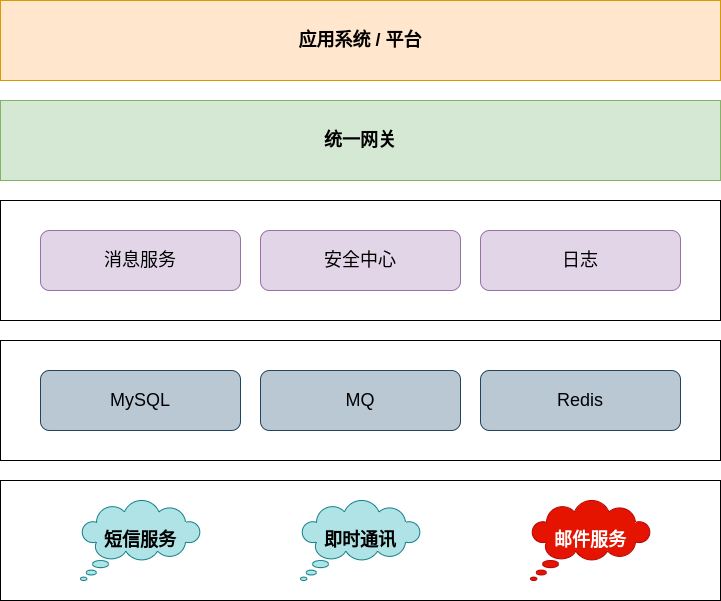 应用系统 / 平台
统一网关
消息服务
安全中心
日志
MySQL
MQ
Redis
短信服务
即时通讯
邮件服务